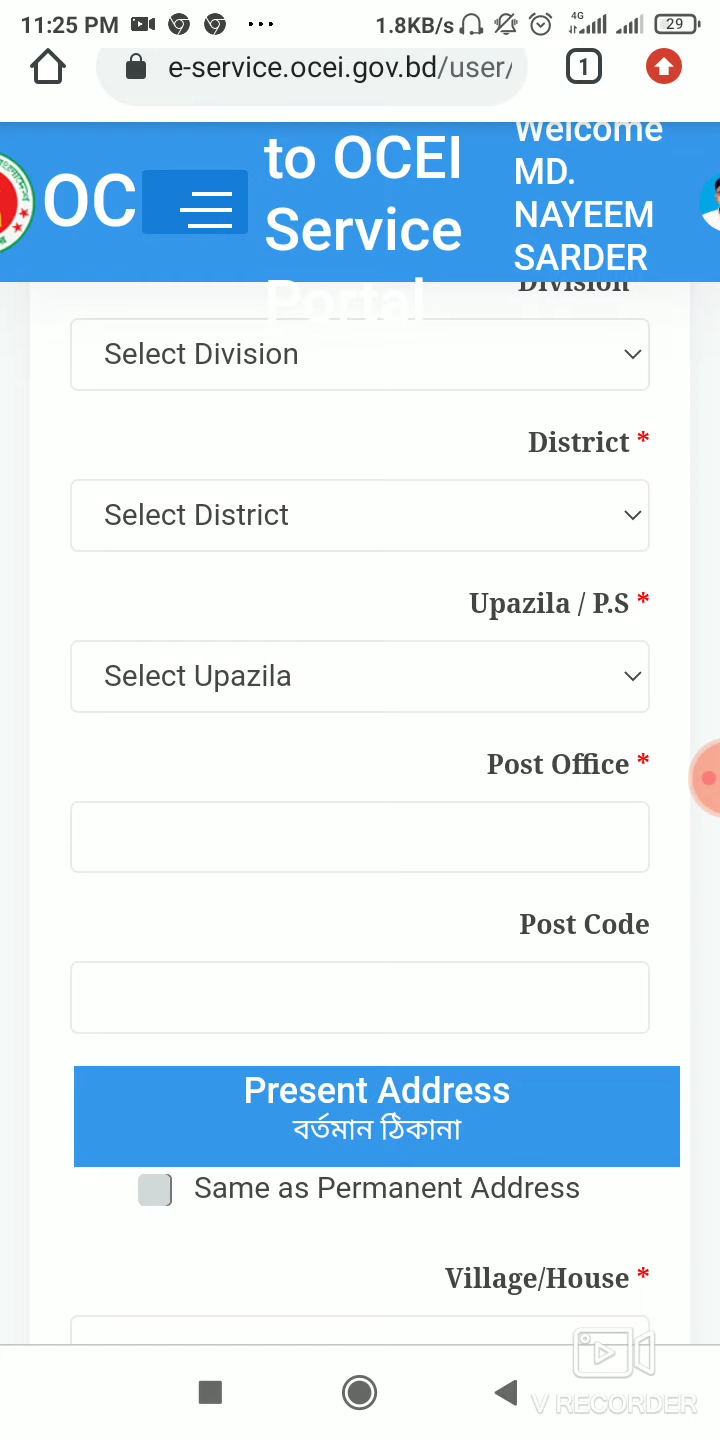 11:25 PM
1.8KB/s
4G
29
e-service.ocei.gov.bd/user/
1
OC
to OCEI
Service
Portal
Welcome
MD.
NAYEEM
SARDER
Division
Select Division
District *
Select District
Upazila / P.S *
Select Upazila
Post Office *
Post Code
Present Address
বর্তমান ঠিকানা
Same as Permanent Address
Village/House *
V RECORDER